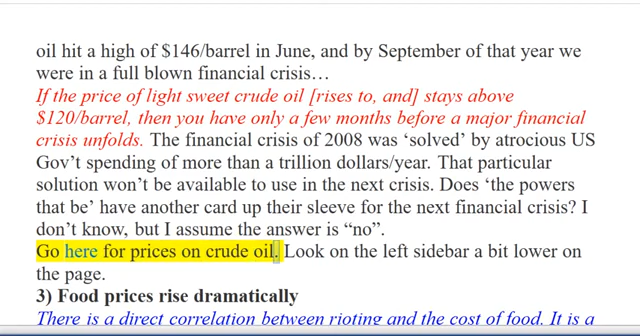 oil hit a high of $146/barrel in June, and by September of that year we
were in a full blown financial crisis…
If the price of light sweet crude oil [rises to, and] stays above
$120/barrel, then you have only a few months before a major financial
crisis unfolds. The financial crisis of 2008 was ‘solved’ by atrocious US
Gov’t spending of more than a trillion dollars/year. That particular
solution won’t be available to use in the next crisis. Does ‘the powers
that be’ have another card up their sleeve for the next financial crisis? I
don’t know, but I assume the answer is “no”.
Go here for prices on crude oil. Look on the left sidebar a bit lower on
the page.
3) Food prices rise dramatically
There is a direct correlation between rioting and the cost of food. It is a